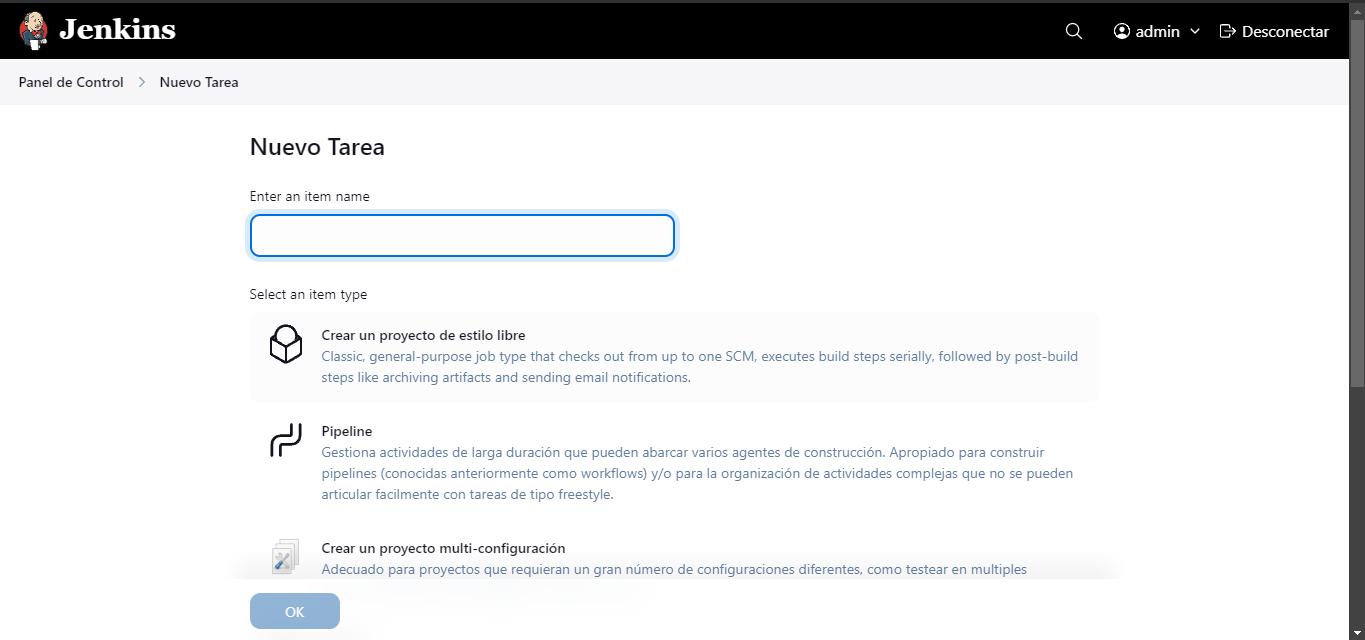 Jenkins
admin
Desconectar
Panel de Control
Nuevo Tarea
Nuevo Tarea
Enter an item name
Select an item type
Crear un proyecto de estilo libre
Classic, general-purpose job type that checks out from up to one SCM, executes build steps serially, followed by post-build
steps like archiving artifacts and sending email notifications.
Pipeline
Gestiona actividades de larga duración que pueden abarcar varios agentes de construcción. Apropiado para construir
pipelines (conocidas anteriormente como workflows) y/o para la organización de actividades complejas que no se pueden
articular facilmente con tareas de tipo freestyle.
Crear un proyecto multi-configuración
Adecuado para proyectos que requieran un gran número de configuraciones diferentes, como testear en multiples
OK